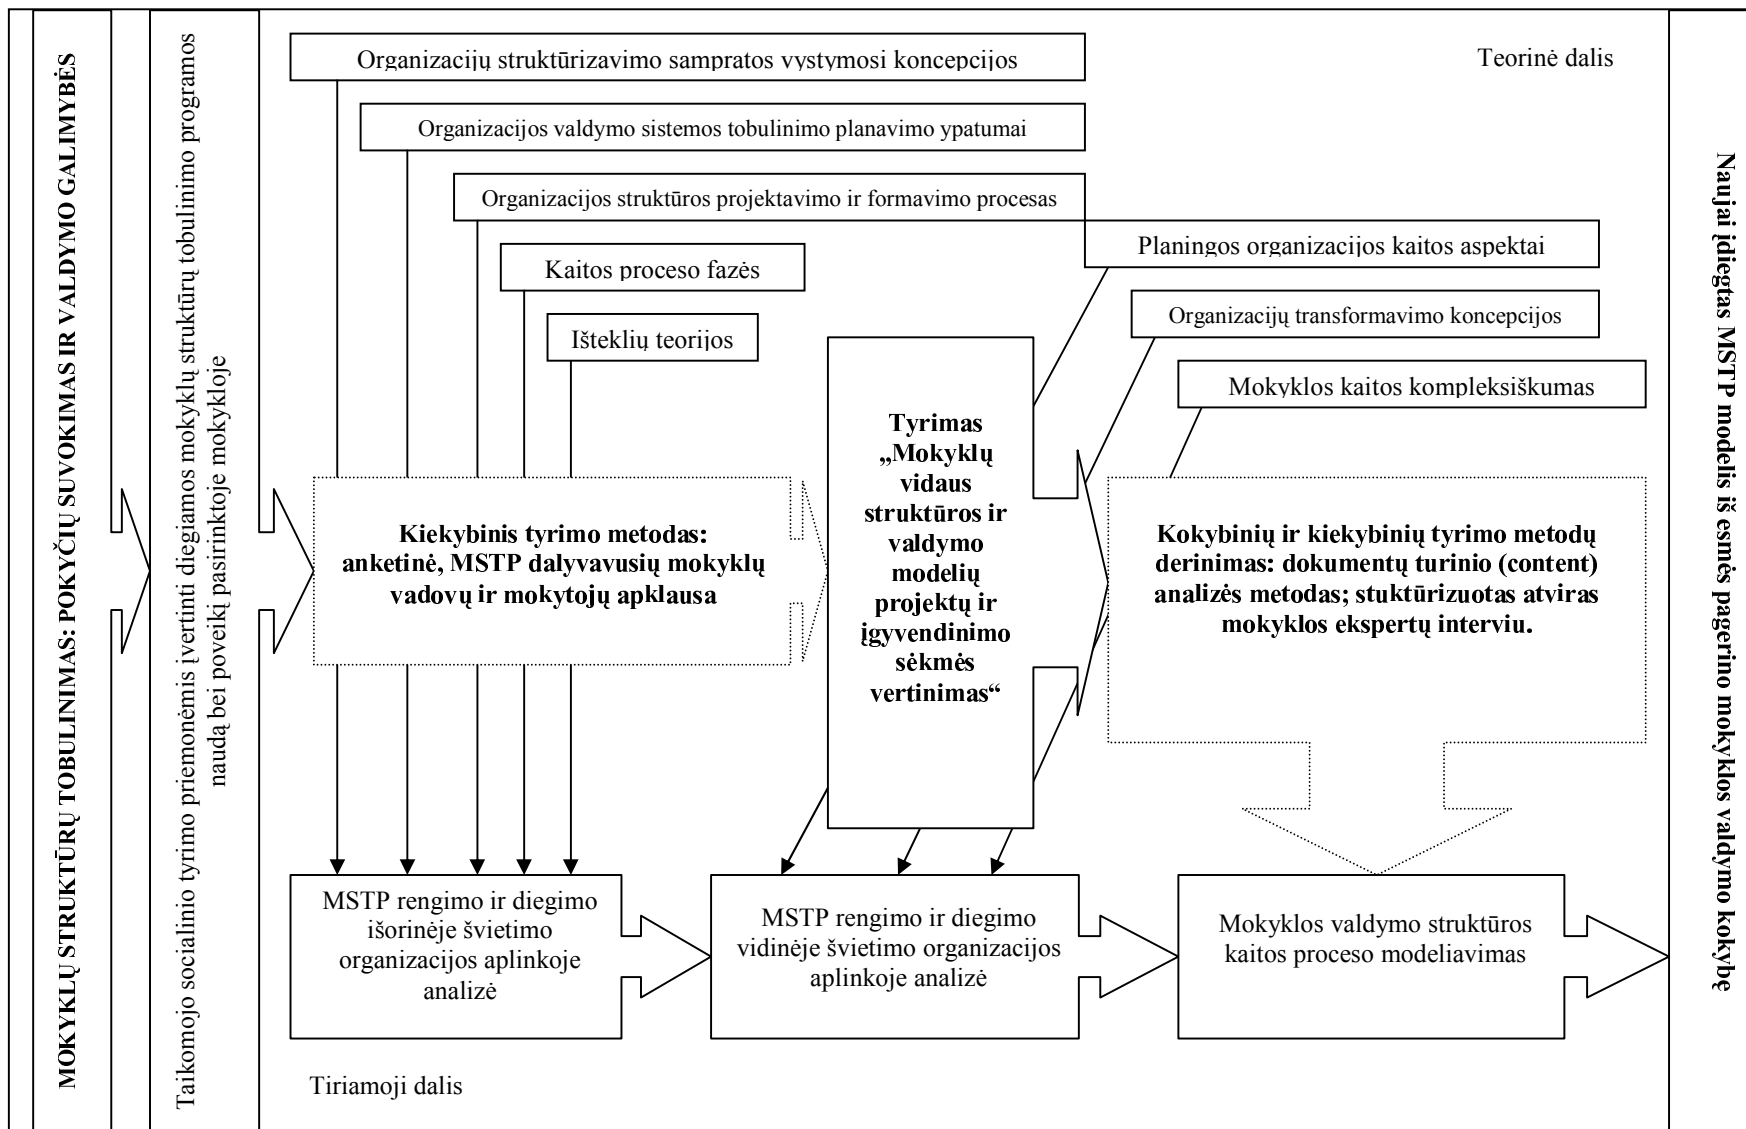 MOKYKLŲ STRUKTŪRŲ TOBULINIMAS: POKYČIŲ SUVOKIMAS IR VALDYMO GALIMYBĖS
Taikomojo socialinio tyrimo priemonėmis įvertinti diegiamos mokyklų struktūrų tobulinimo programos
naudą bei poveikį pasirinktoje mokykloje
Organizacijų struktūrizavimo sampratos vystymosi koncepcijos
Teorinė dalis
Organizacijos valdymo sistemos tobulinimo planavimo ypatumai
Organizacijos struktūros projektavimo ir formavimo procesas
Kaitos proceso fazės
Išteklių teorijos
Planingos organizacijos kaitos aspektai
Organizacijų transformavimo koncepcijos
Mokyklos kaitos kompleksiškumas
Kiekybinis tyrimo metodas:
anketinė, MSTP dalyvavusių mokyklų
vadovų ir mokytojų apklausa
Tyrimas
„Mokyklų
vidaus
struktūros ir
valdymo
modelių
projektų ir
įgyvendinimo
sėkmės
vertinimas“
Kokybinių ir kiekybinių tyrimo metodų
derinimas: dokumentų turinio (content)
analizės metodas; stuktūrizuotas atviras
mokyklos ekspertų interviu.
MSTP rengimo ir diegimo
išorinėje švietimo
organizacijos aplinkoje
analizė
MSTP rengimo ir diegimo
vidinėje švietimo organizacijos
aplinkoje analizė
Mokyklos valdymo struktūros
kaitos proceso modeliavimas
Tiriamoji dalis
Naujai įdiegtas MSTP modelis iš esmės pagerino mokyklos valdymo kokybę